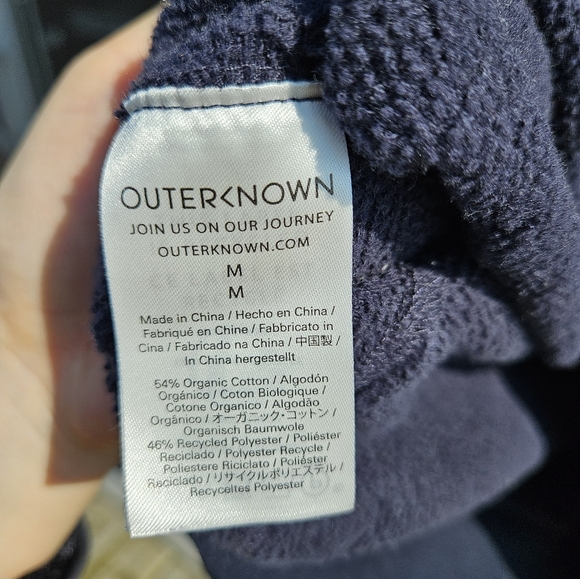 OUTERKNOWN
JOIN US ON OUR JOURNEY
OUTERKNOWN.COM
M
M
Made in China / Hecho en China /
Fabriqué en Chine / Fabbricato in
Cina / Fabricado na China / 中国製 /
In China hergestellt
54% Organic Cotton / Algodón
Orgánico / Coton Biologique /
Cotone Organico / Algodão
Orgânico / オーガニック・コットン /
Organisch Baumwole
46% Recycled Polyester / Poliéster
Reciclado / Polyester Recycle /
Poliestere Riciclato / Poliéster
Reciclado / リサイクルポリエステル /
Recyceltes Polyester